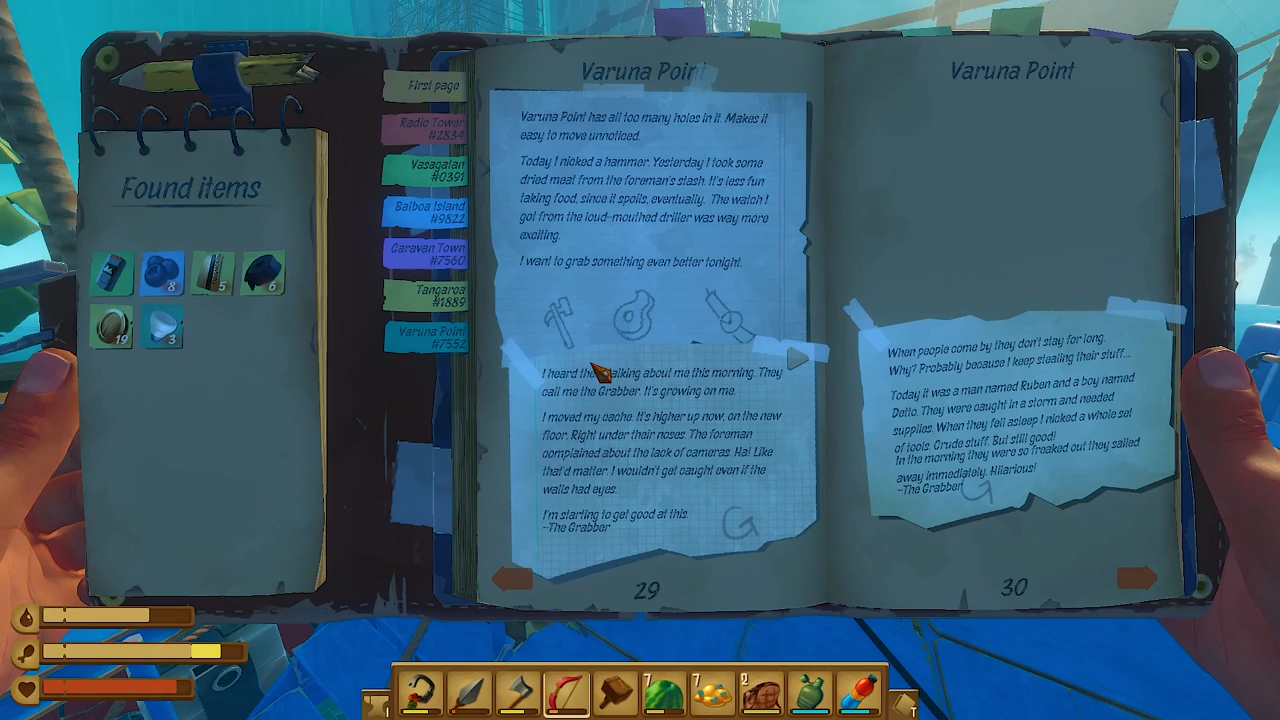 Found items
8
5
6
19
3
First page
Radio Tower
#2834
Vasagatan
#0391
Balboa Island
#9822
Caravan Town
#7560
Tangaroa
#1889
Varuna Point
#7552
Varuna Point
Varuna Point has all too many holes in it. Makes it
easy to move unnoticed.
Today I nicked a hammer. Yesterday I took some
dried meat from the foreman's stash. It's less fun
taking food, since it spoils, eventually. The watch I
got from the loud-mouthed driller was way more
exciting.
I want to grab something even better tonight.
I heard the alking about me this morning. They
call me the Grabber. It's growing on me.
I moved my cache. It's higher up now, on the new
floor. Right under their noses. The foreman
complained about the lack of cameras. Ha! Like
that'd matter. I wouldn't get caught even if the
walls had eyes.
I'm starting to get good at this.
~The Grabber
G
29
Varuna Point
When people come by they don't stay for long.
Why? Probably because I keep stealing their stuff...
Today it was a man named Ruben and a boy named
Detto. They were caught in a storm and needed
supplies. When they fell asleep I nicked a whole set
of tools. Crude stuff. But still good!
In the morning they were so freaked out they sailed
away immediately. Hilarious!
~The Grabber
G
30
1
7
7
2
T